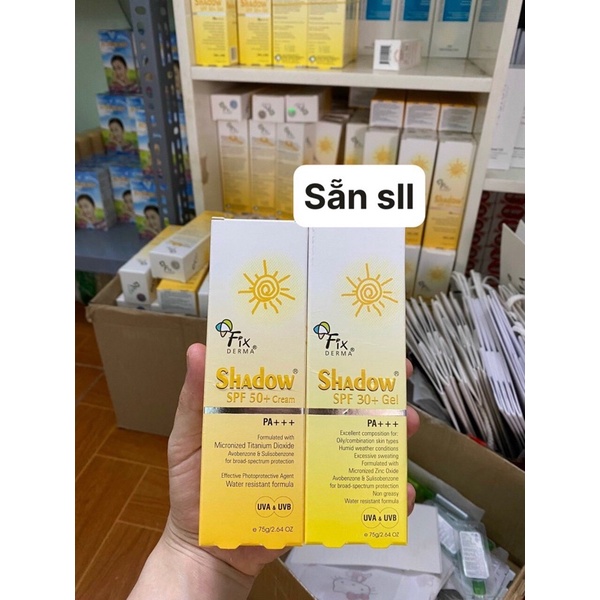 Sẵn sll
Fix®
DERMA
Shadow®
SPF 50+ Cream
PA+++
Formulated with
Micronized Titanium Dioxide
Avobenzone & Sulisobenzone
for broad-spectrum protection
Effective Photoprotective Agent
Water resistant formula
UVA & UVB
e 75g/2.64 OZ
Fix®
DERMA
Shadow®
SPF 30+ Gel
PA+++
Excellent composition for:
Oily/combination skin types
Humid weather conditions
Excessive sweating
Formulated with
Micronized Zinc Oxide
Avobenzone & Sulisobenzone
for broad-spectrum protection
Non greasy
Water resistant formula
UVA & UVB
e 75g/2.64 OZ